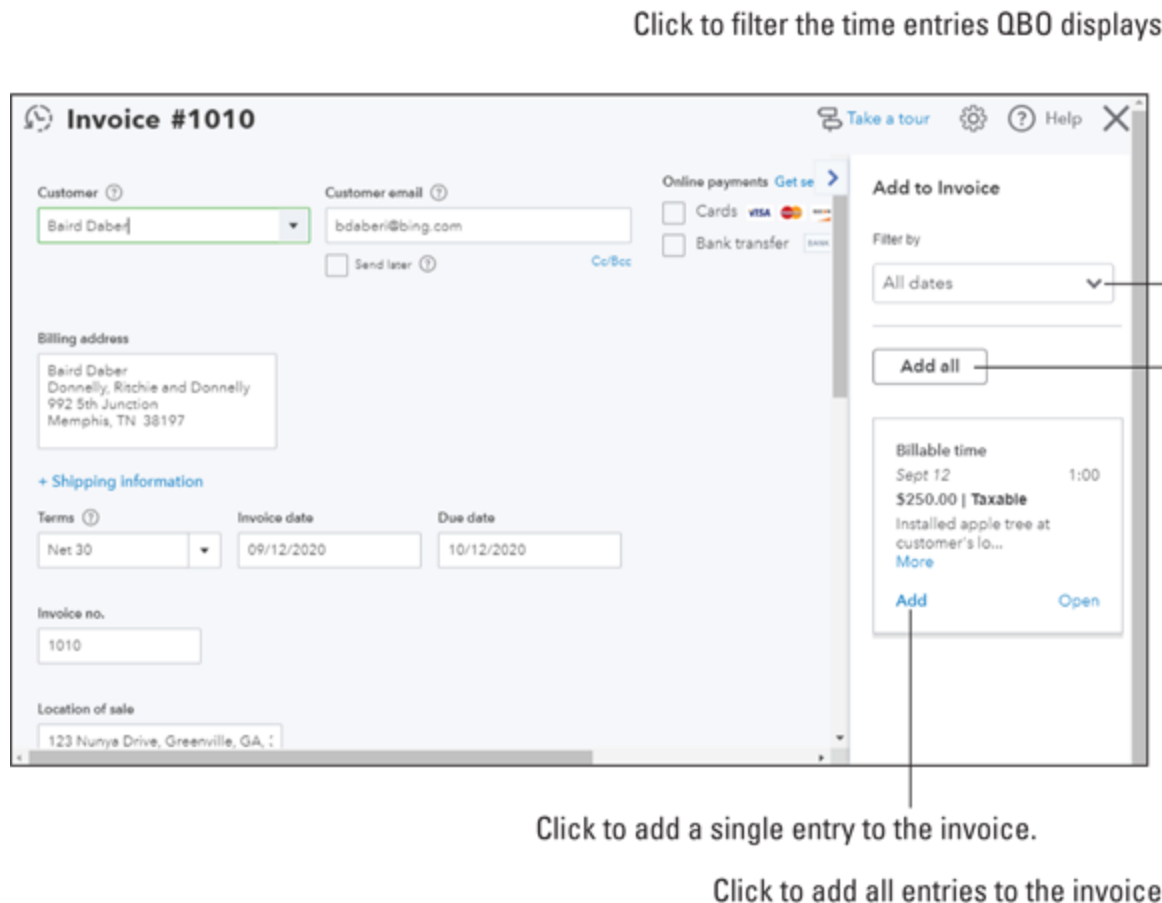 Click to filter the time entries QBO displays
Invoice #1010
Take a tour
Help
Customer
Baird Daber
Customer email
bdaberi@bing.com
Send later
Cc/Bcc
Online payments Get se
Cards VISA
Bank transfer BANK
Billing address
Baird Daber
Donnelly, Ritchie and Donnelly
992 5th Junction
Memphis, TN 38197
+ Shipping information
Terms
Net 30
Invoice date
09/12/2020
Due date
10/12/2020
Invoice no.
1010
Location of sale
123 Nunya Drive, Greenville, GA,
Add to Invoice
Filter by
All dates
Add all
Billable time
Sept 12 1:00
$250.00 | Taxable
Installed apple tree at
customer's lo...
More
Add Open
Click to add a single entry to the invoice.
Click to add all entries to the invoice